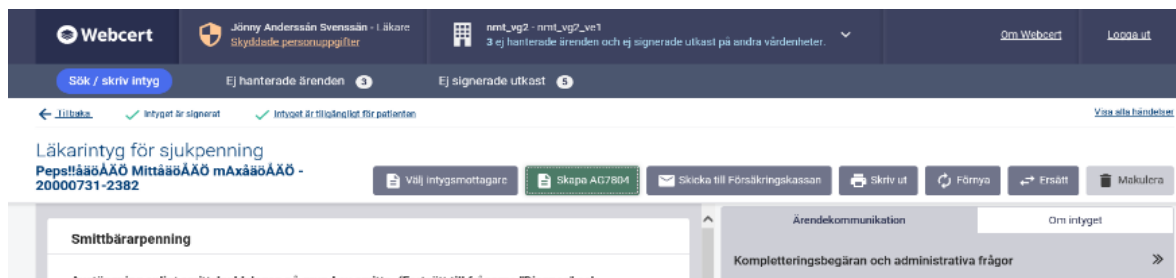 Webcert
Jönny Anderssån Svenssän - Läkare
Skyddade personuppgifter
nmt_vg2 - nmt_vg2_ve1
3 ej hanterade ärenden och ej signerade utkast på andra vårdenheter.
Om Webcert
Logga ut
Sök / skriv intyg
Ej hanterade ärenden 3
Ej signerade utkast 5
Tillbaka
Intyget är signerat
Intyget är tillgängligt för patienten
Visa alla händelser
Läkarintyg för sjukpenning
Peps!!åäöÅÄÖ MittåäöÅÄÖ mAxåäöÅÄÖ -
20000731-2382
Välj intygsmottagare
Skapa AG7804
Skicka till Försäkringskassan
Skriv ut
Förnya
Ersätt
Makulera
Smittbärarpenning
Ärendekommunikation
Om intyget
Kompletteringsbegäran och administrativa frågor